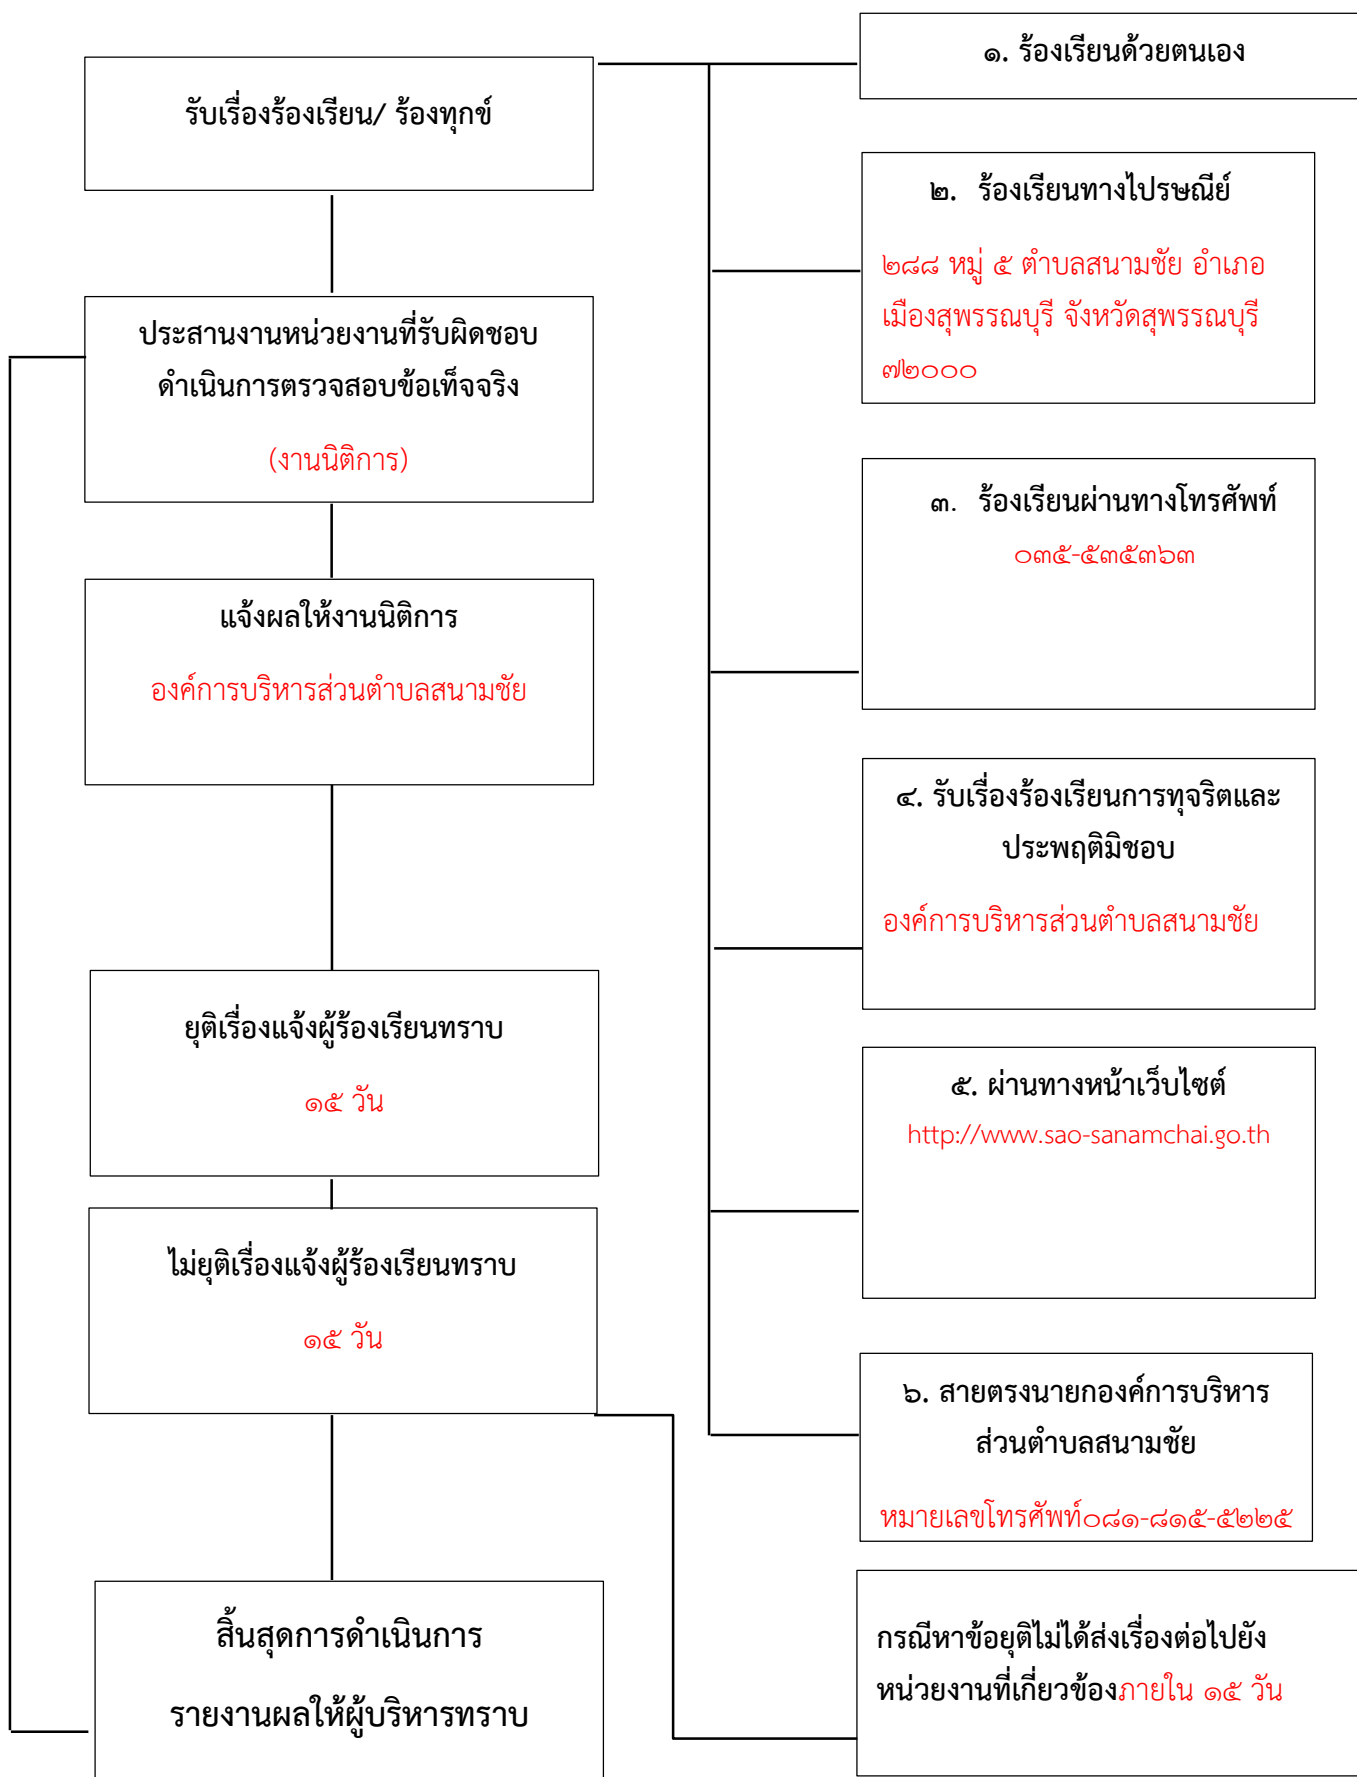 รับเรื่องร้องเรียน/ ร้องทุกข์
ประสานงานหน่วยงานที่รับผิดชอบ
ดำเนินการตรวจสอบข้อเท็จจริง
(งานนิติการ)
แจ้งผลให้งานนิติการ
องค์การบริหารส่วนตำบลสนามชัย
ยุติเรื่องแจ้งผู้ร้องเรียนทราบ
๑๕ วัน
ไม่ยุติเรื่องแจ้งผู้ร้องเรียนทราบ
๑๕ วัน
สิ้นสุดการดำเนินการ
รายงานผลให้ผู้บริหารทราบ
๑. ร้องเรียนด้วยตนเอง
๒. ร้องเรียนทางไปรษณีย์
๒๘๘ หมู่ ๕ ตำบลสนามชัย อำเภอ
เมืองสุพรรณบุรี จังหวัดสุพรรณบุรี
๗๒๐๐๐
๓. ร้องเรียนผ่านทางโทรศัพท์
๐๓๕-๕๓๕๓๖๓
๔. รับเรื่องร้องเรียนการทุจริตและ
ประพฤติมิชอบ
องค์การบริหารส่วนตำบลสนามชัย
๕. ผ่านทางหน้าเว็บไซต์
http://www.sao-sanamchai.go.th
๖. สายตรงนายกองค์การบริหาร
ส่วนตำบลสนามชัย
หมายเลขโทรศัพท์๐๘๑-๘๑๕-๕๒๒๕
กรณีหาข้อยุติไม่ได้ส่งเรื่องต่อไปยัง
หน่วยงานที่เกี่ยวข้องภายใน ๑๕ วัน